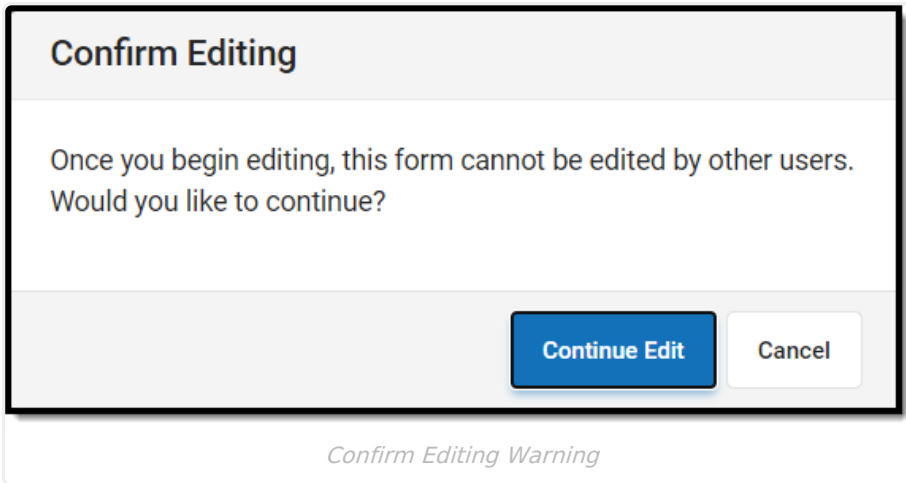 Confirm Editing
Once you begin editing, this form cannot be edited by other users.
Would you like to continue?
Continue Edit
Cancel
Confirm Editing Warning